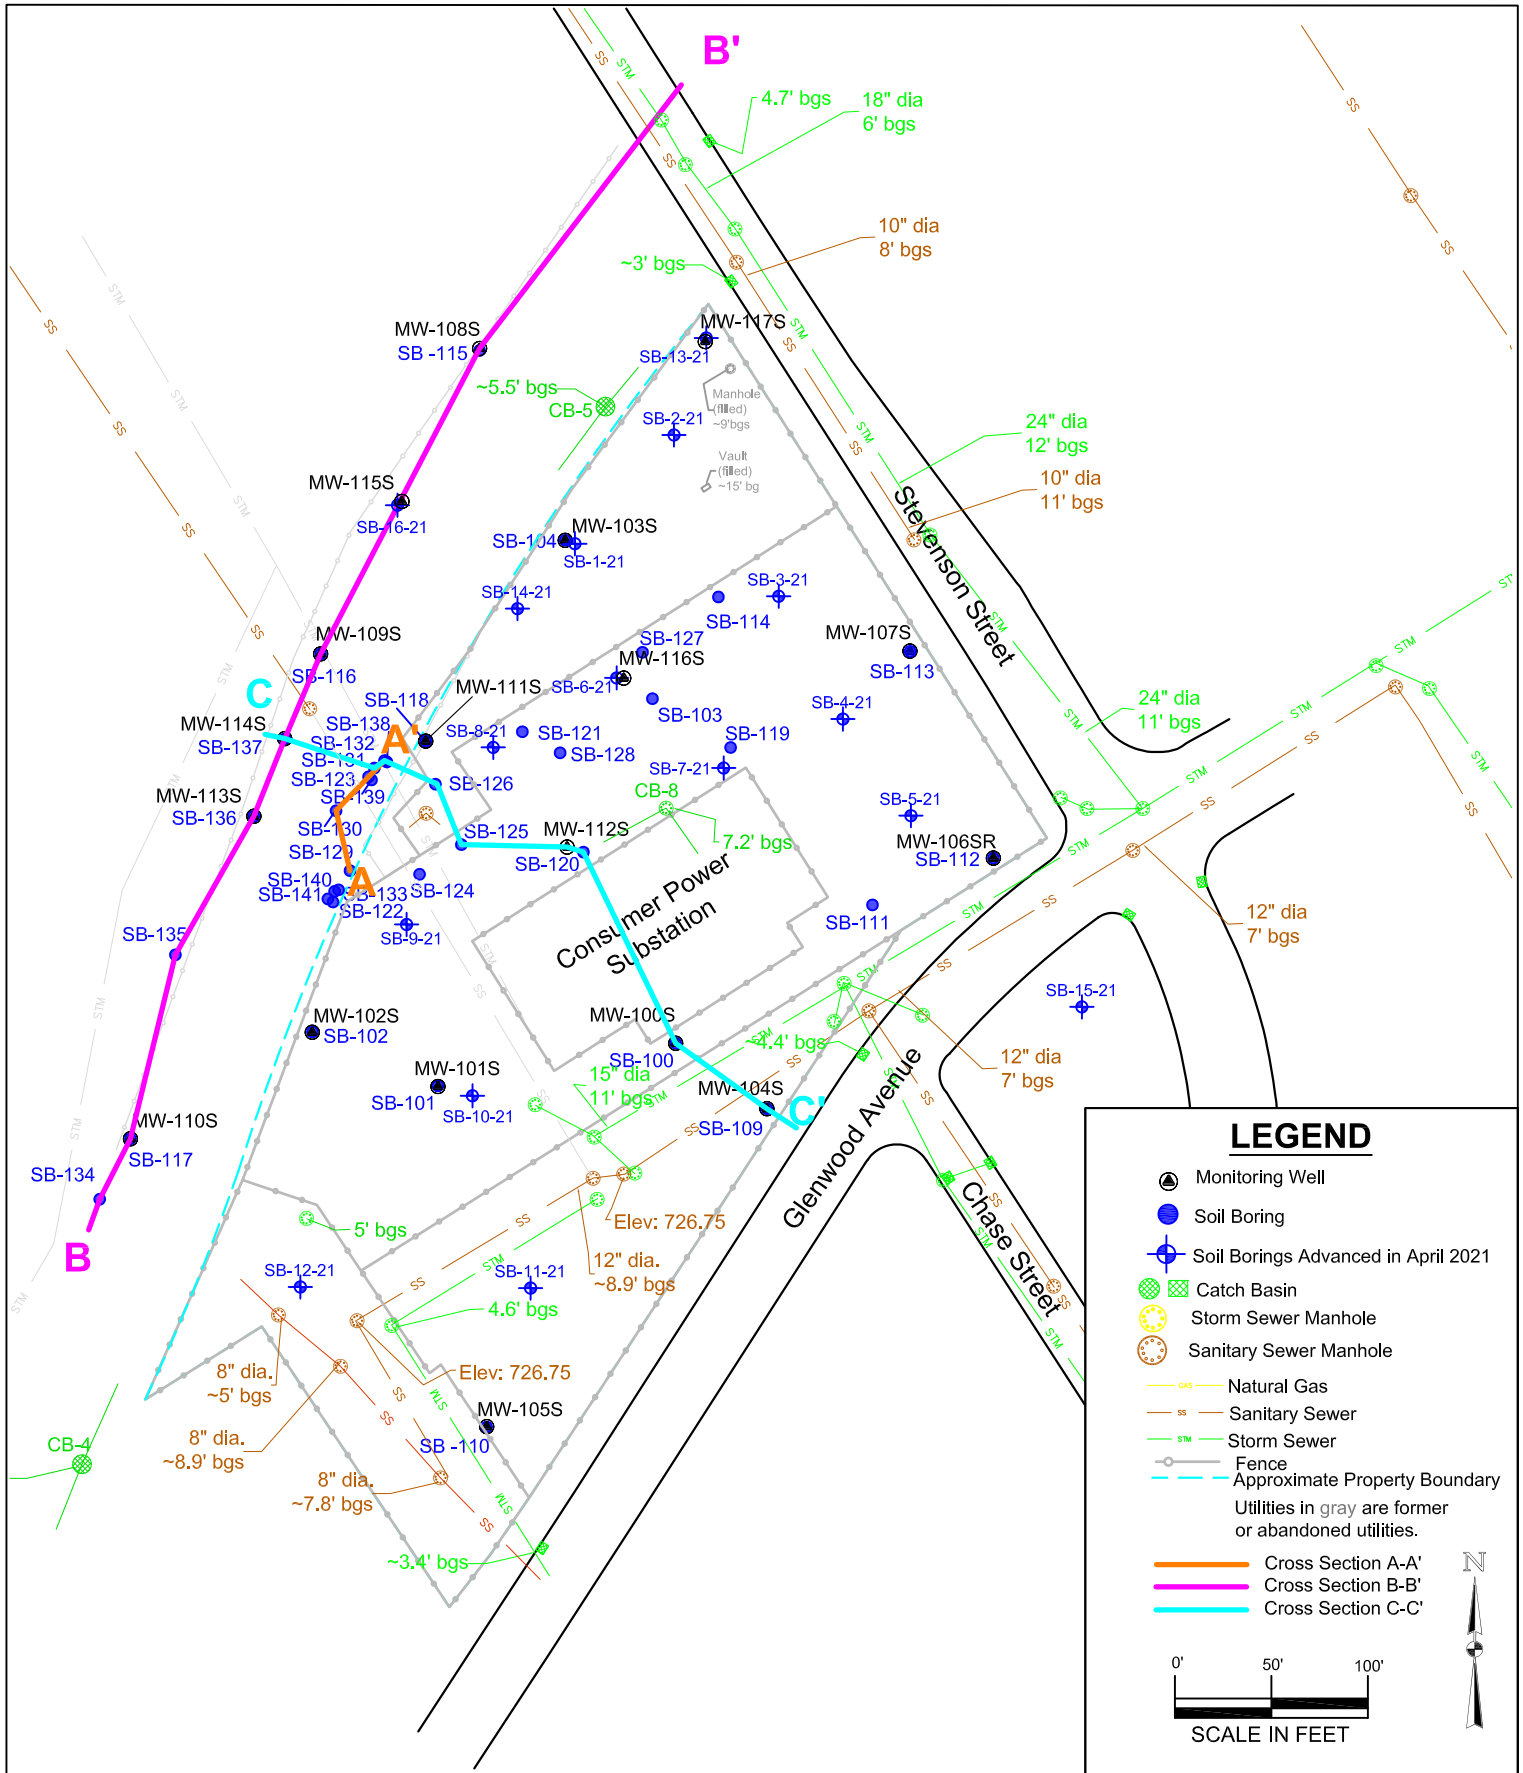 B'
4.7' bgs
18" dia
6' bgs
SS
STM
10" dia
8' bgs
~3' bgs
MW-108S
SB -115
MW-117S
SB-13-21
~5.5' bgs
CB-5
Manhole
(filled)
~9'bgs
SB-2-21
Vault
(filled)
~15' bg
24" dia
12' bgs
10" dia
11' bgs
MW-115S
SB-16-21
MW-103S
SB-104
SB-1-21
Stevenson Street
SB-14-21
SB-3-21
SB-114
MW-109S
SB-116
SB-127
MW-116S
SB-6-21
MW-107S
SB-113
C
SB-118
MW-111S
SB-103
SB-4-21
MW-114S
SB-137
SB-138
SB-132
A'
SB-8-21
SB-121
SB-128
SB-119
24" dia
11' bgs
SB-131
SB-123
SB-139
SB-126
SB-7-21
CB-8
MW-113S
SB-136
SB-130
SB-125
MW-112S
SB-120
7.2' bgs
SB-5-21
MW-106SR
SB-112
SB-129
SB-140
A
SB-141
SB-133
SB-124
SB-122
SB-9-21
Consumer Power
Substation
SB-111
12" dia
7' bgs
SB-135
SB-15-21
MW-102S
SB-102
MW-100S
SB-100
~4.4' bgs
12" dia
7' bgs
MW-101S
SB-101
SB-10-21
15" dia
11' bgs
MW-104S
SB-109
C'
Glenwood Avenue
MW-110S
SB-117
SB-134
B
5' bgs
Elev: 726.75
12" dia.
~8.9' bgs
Chase Street
SB-12-21
SB-11-21
4.6' bgs
8" dia.
~5' bgs
Elev: 726.75
MW-105S
SB -110
8" dia.
~8.9' bgs
CB-4
8" dia.
~7.8' bgs
~3.4' bgs
LEGEND
Monitoring Well
Soil Boring
Soil Borings Advanced in April 2021
Catch Basin
Storm Sewer Manhole
Sanitary Sewer Manhole
GAS Natural Gas
SS Sanitary Sewer
STM Storm Sewer
Fence
Approximate Property Boundary
Utilities in gray are former
or abandoned utilities.
Cross Section A-A'
Cross Section B-B'
Cross Section C-C'
N
0' 50' 100'
SCALE IN FEET